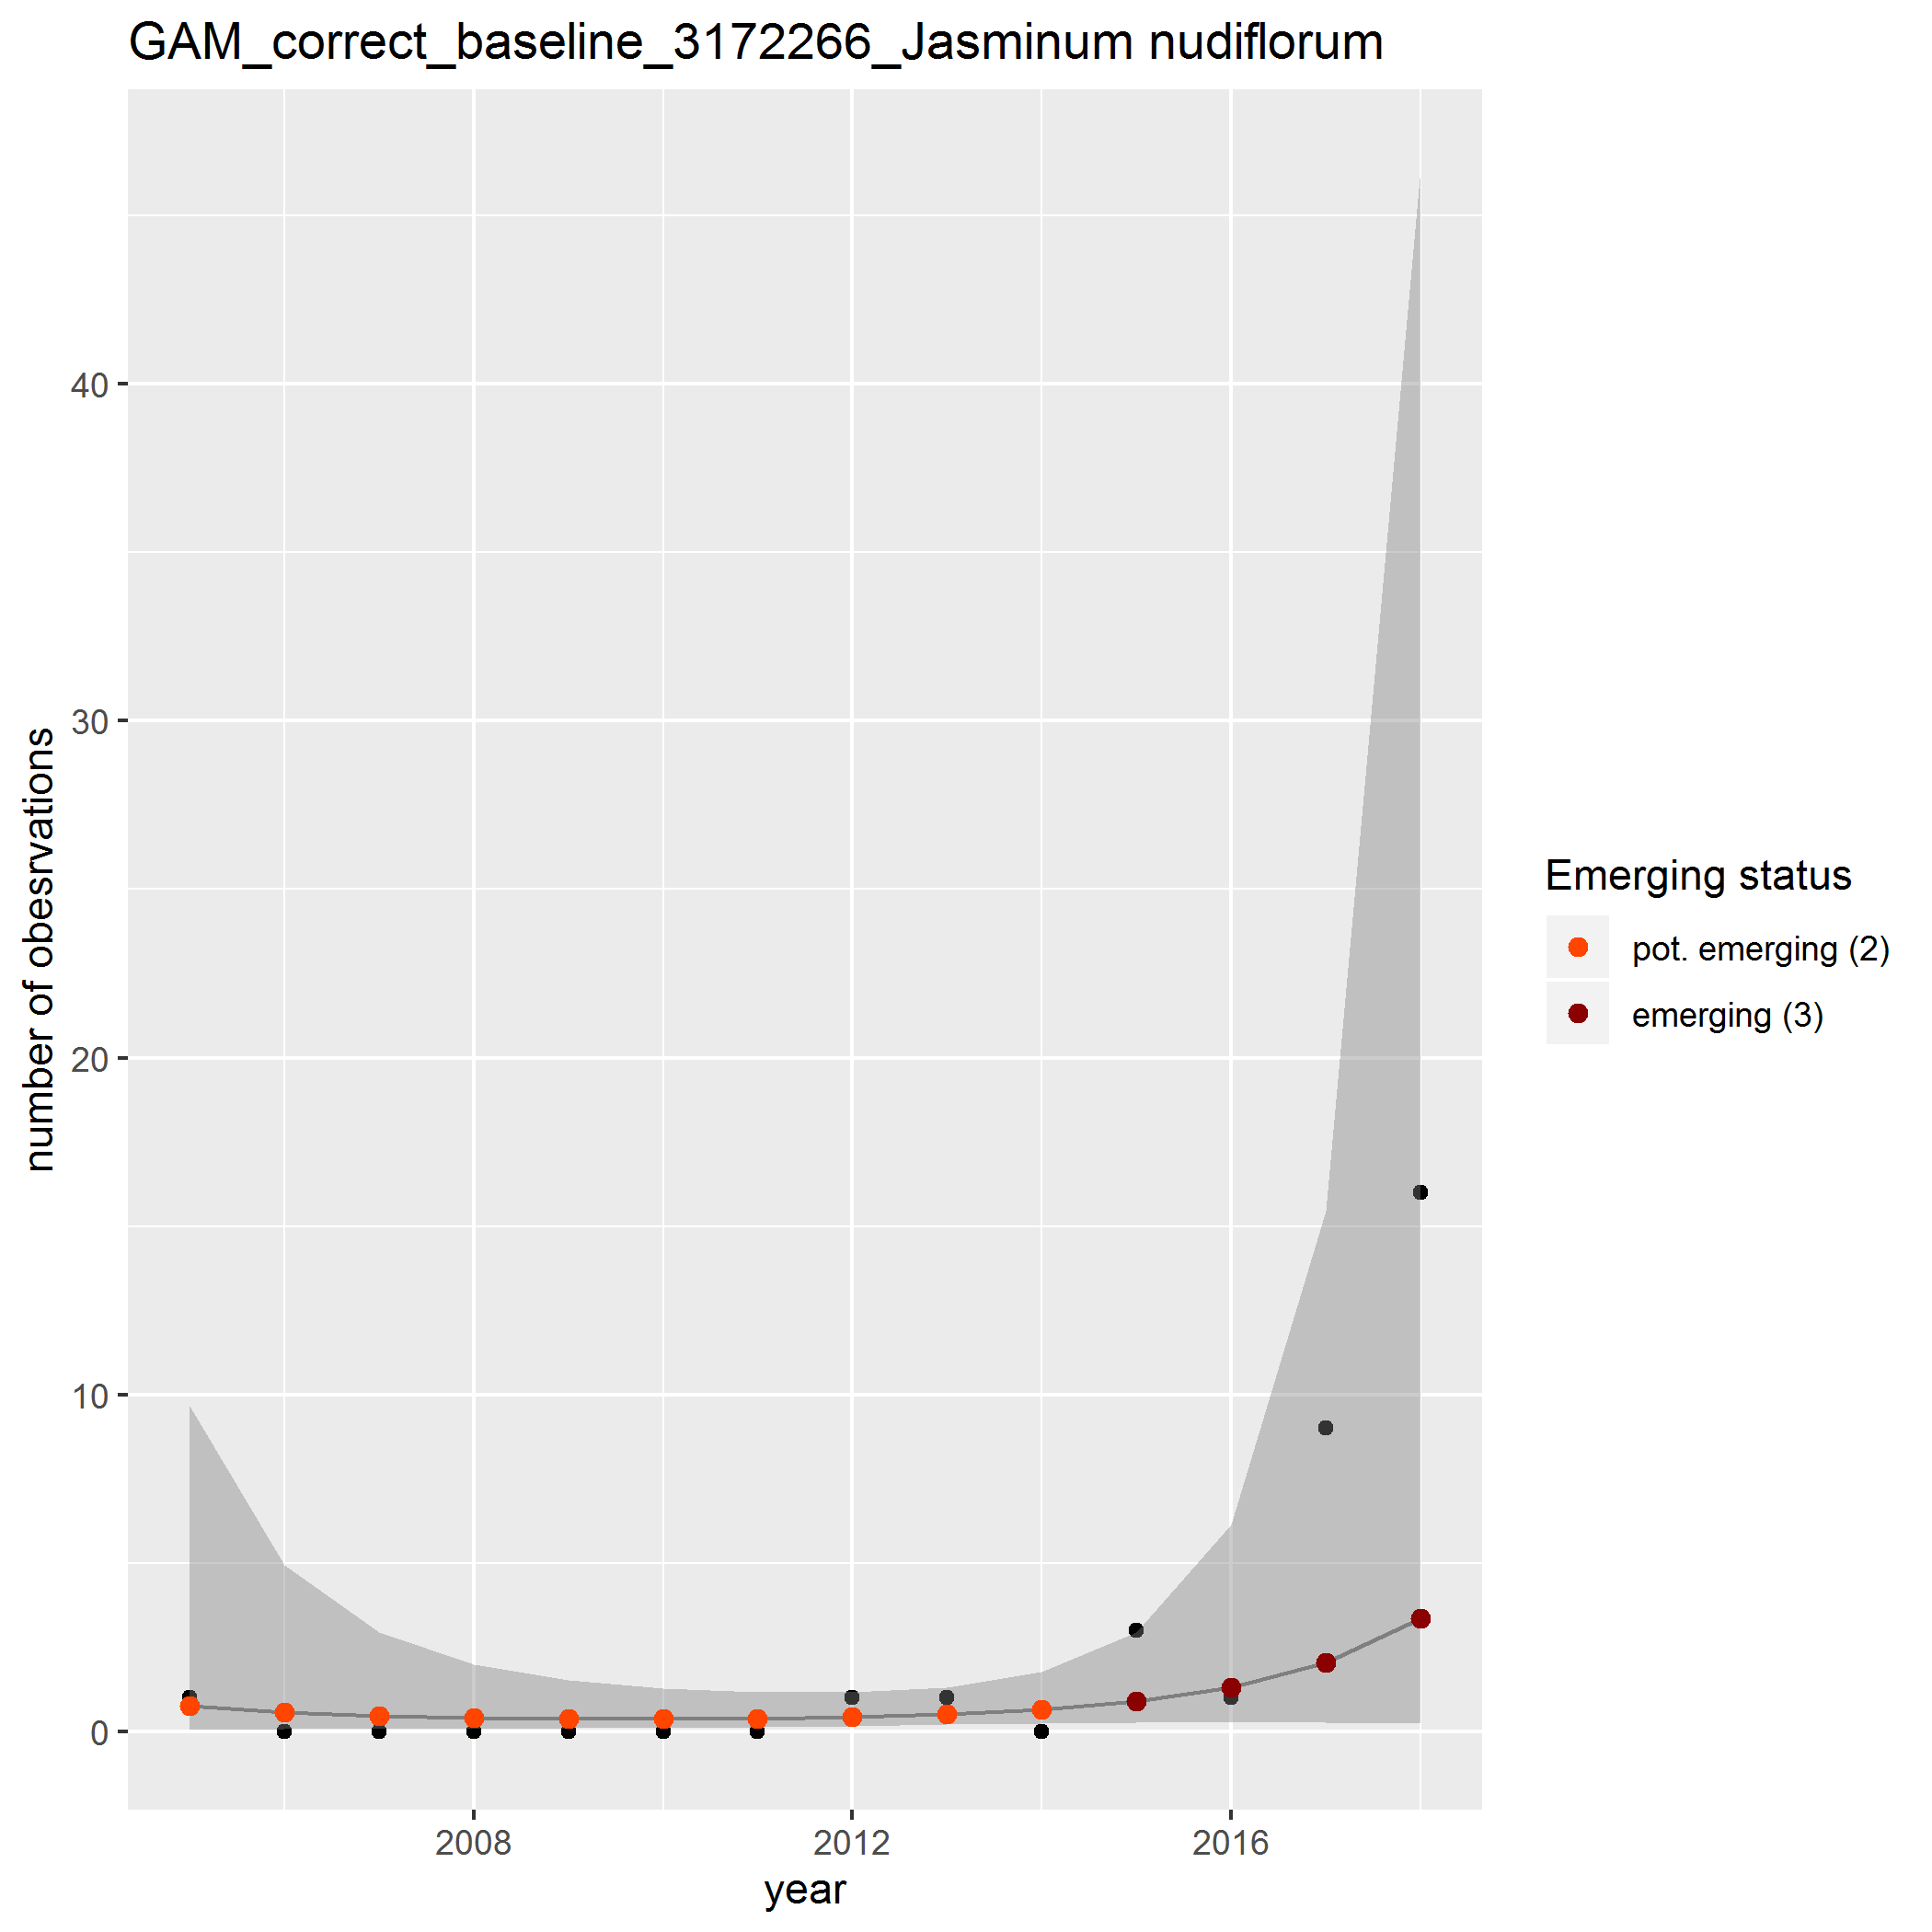 GAM_correct_baseline_3172266_Jasminum nudiflorum
number of obesrvations
40
30
20
10
0
2008
2012
2016
year
Emerging status
pot. emerging (2)
emerging (3)